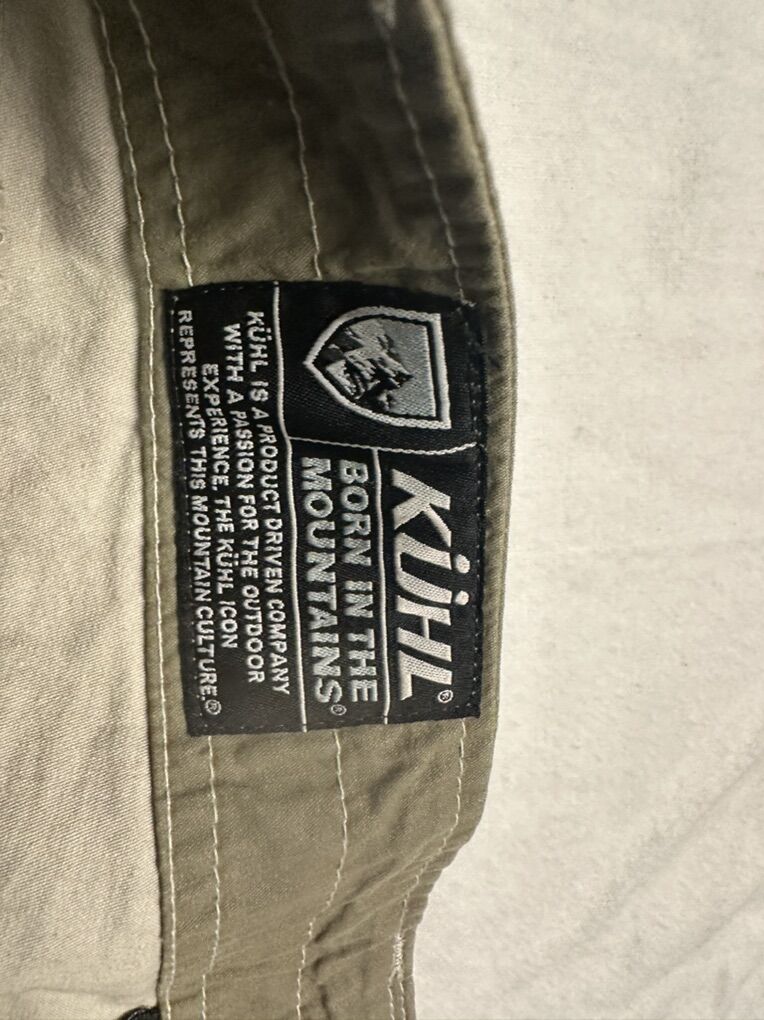 KÜHL®
BORN IN THE
MOUNTAINS®
KÜHL IS A PRODUCT DRIVEN COMPANY
WITH A PASSION FOR THE OUTDOOR
EXPERIENCE. THE KÜHL ICON
REPRESENTS THIS MOUNTAIN CULTURE.®